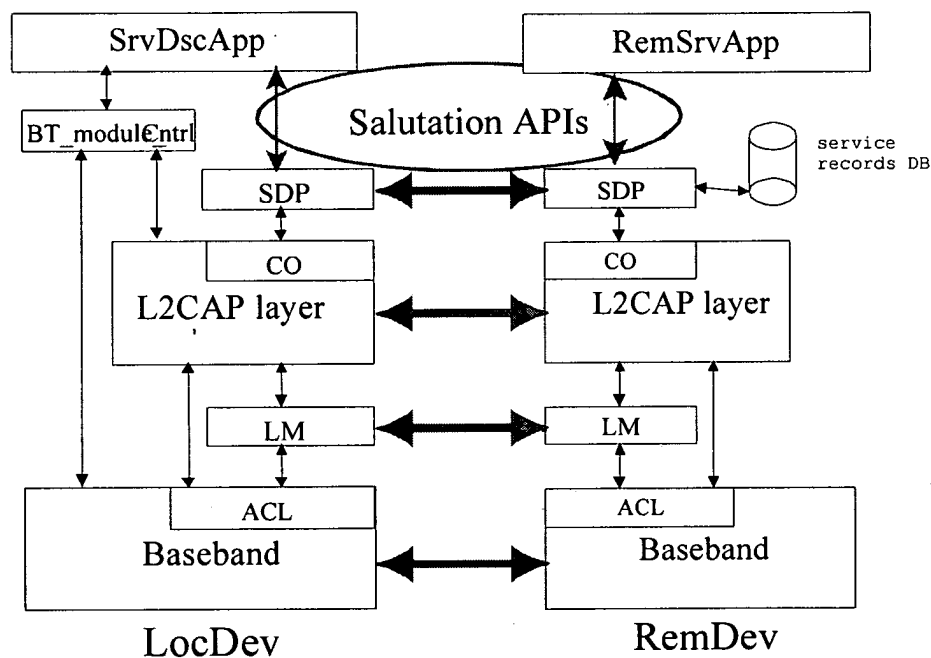 SrvDscApp
RemSrvApp
BT_moduleCntrl
Salutation APIs
service
records DB
SDP
SDP
CO
CO
L2CAP layer
L2CAP layer
LM
LM
ACL
ACL
Baseband
Baseband
LocDev
RemDev